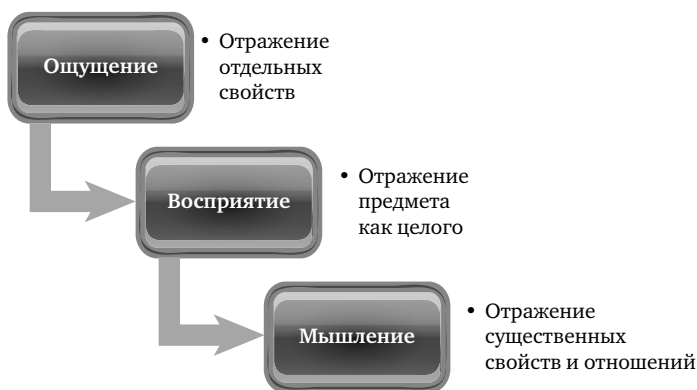 Ощущение
• Отражение
отдельных
свойств
Восприятие
• Отражение
предмета
как целого
Мышление
• Отражение
существенных
свойств и отношений